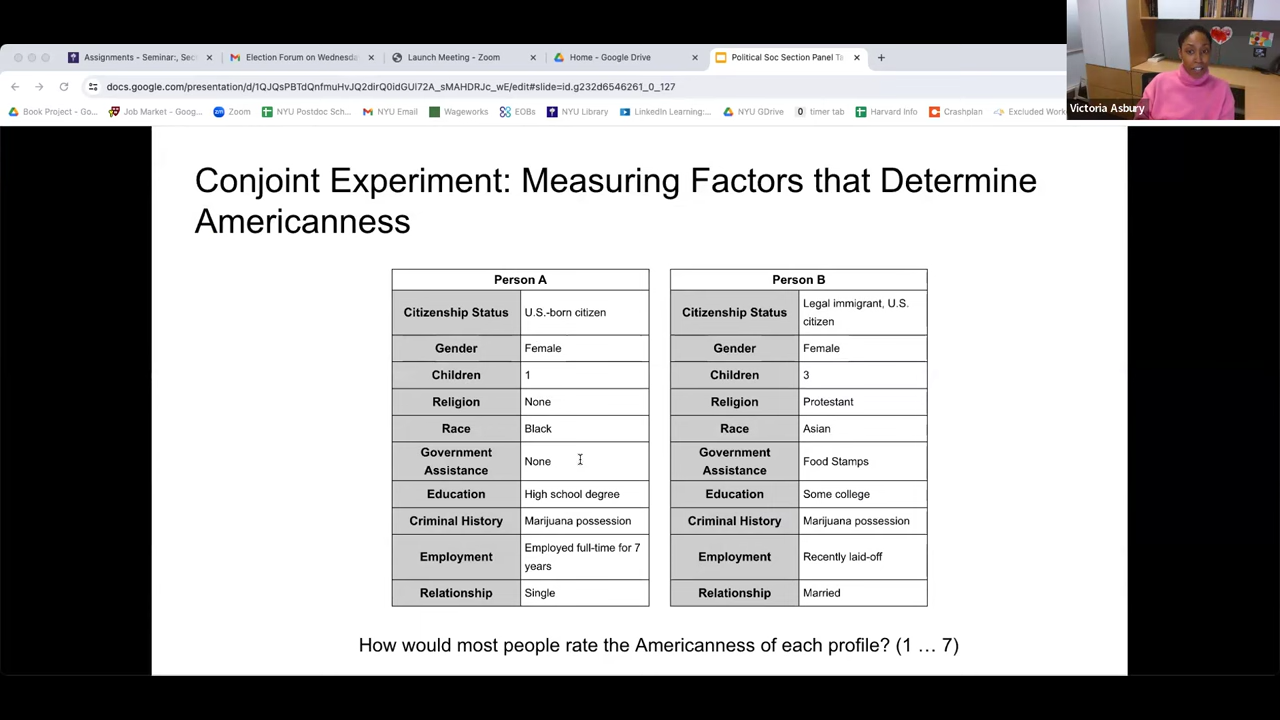 Assignments - Seminar:, Sec
Election Forum on Wednesda
Launch Meeting - Zoom
Home - Google Drive
Political Soc Section Panel Ta
docs.google.com/presentation/d/1QJQsPBTdQnfmuHvJQ2dirQ0idGUl72A_sMAHDRJc_wE/edit#slide=id.g232d6546261_0_127
Book Project - Go...
Job Market - Goog...
Zoom
NYU Postdoc Sch...
NYU Email
Wageworks
EOBs
NYU Library
LinkedIn Learning:...
NYU GDrive
timer tab
Harvard Info
Crashplan
Excluded Work
Victoria Asbury
Conjoint Experiment: Measuring Factors that Determine
Americanness
Person A
Citizenship Status U.S.-born citizen
Gender Female
Children 1
Religion None
Race Black
Government
Assistance
None
Education High school degree
Criminal History Marijuana possession
Employment
Employed full-time for 7
years
Relationship Single
Person B
Citizenship Status
Legal immigrant, U.S.
citizen
Gender Female
Children 3
Religion Protestant
Race Asian
Government
Assistance
Food Stamps
Education Some college
Criminal History Marijuana possession
Employment Recently laid-off
Relationship Married
How would most people rate the Americanness of each profile? (1 … 7)